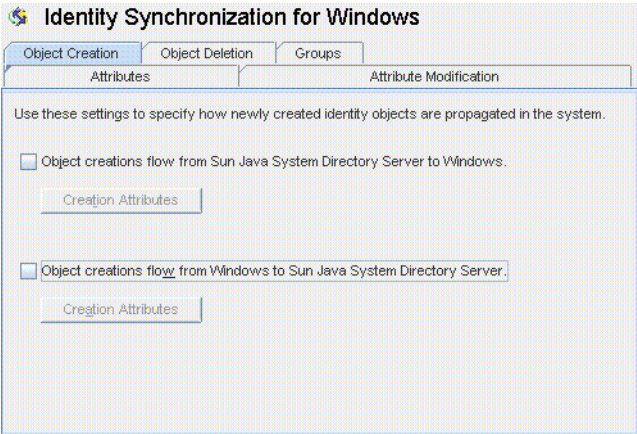 Identity Synchronization for Windows
Object Creation Object Deletion Groups
Attributes Attribute Modification
Use these settings to specify how newly created identity objects are propagated in the system.
Object creations flow from Sun Java System Directory Server to Windows.
Creation Attributes
Object creations flow from Windows to Sun Java System Directory Server.
Creation Attributes